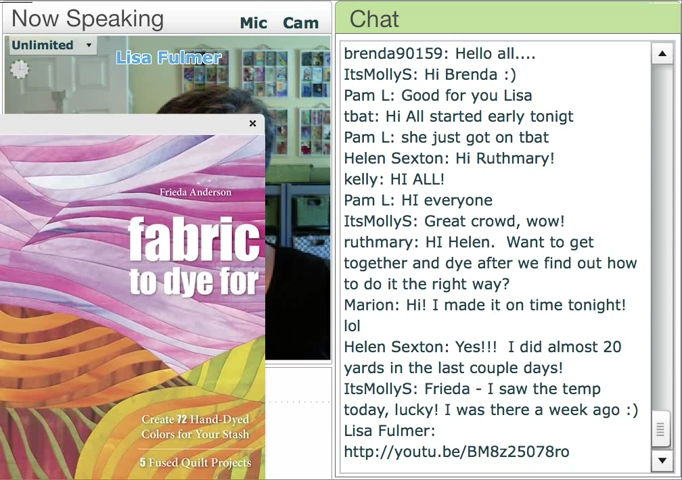 Now Speaking
Mic Cam
Unlimited
Lisa Fulmer
Frieda Anderson
fabric
to dye for
Create 72 Hand-Dyed
Colors for Your Stash
5 Fused Quilt Projects
Chat
brenda90159: Hello all....
ItsMollyS: Hi Brenda :)
Pam L: Good for you Lisa
tbat: Hi All started early tonigt
Pam L: she just got on tbat
Helen Sexton: Hi Ruthmary!
kelly: HI ALL!
Pam L: HI everyone
ItsMollyS: Great crowd, wow!
ruthmary: HI Helen.  Want to get
together and dye after we find out how
to do it the right way?
Marion: Hi! I made it on time tonight!
lol
Helen Sexton: Yes!!!  I did almost 20
yards in the last couple days!
ItsMollyS: Frieda - I saw the temp
today, lucky! I was there a week ago :)
Lisa Fulmer:
http://youtu.be/BM8z25078ro